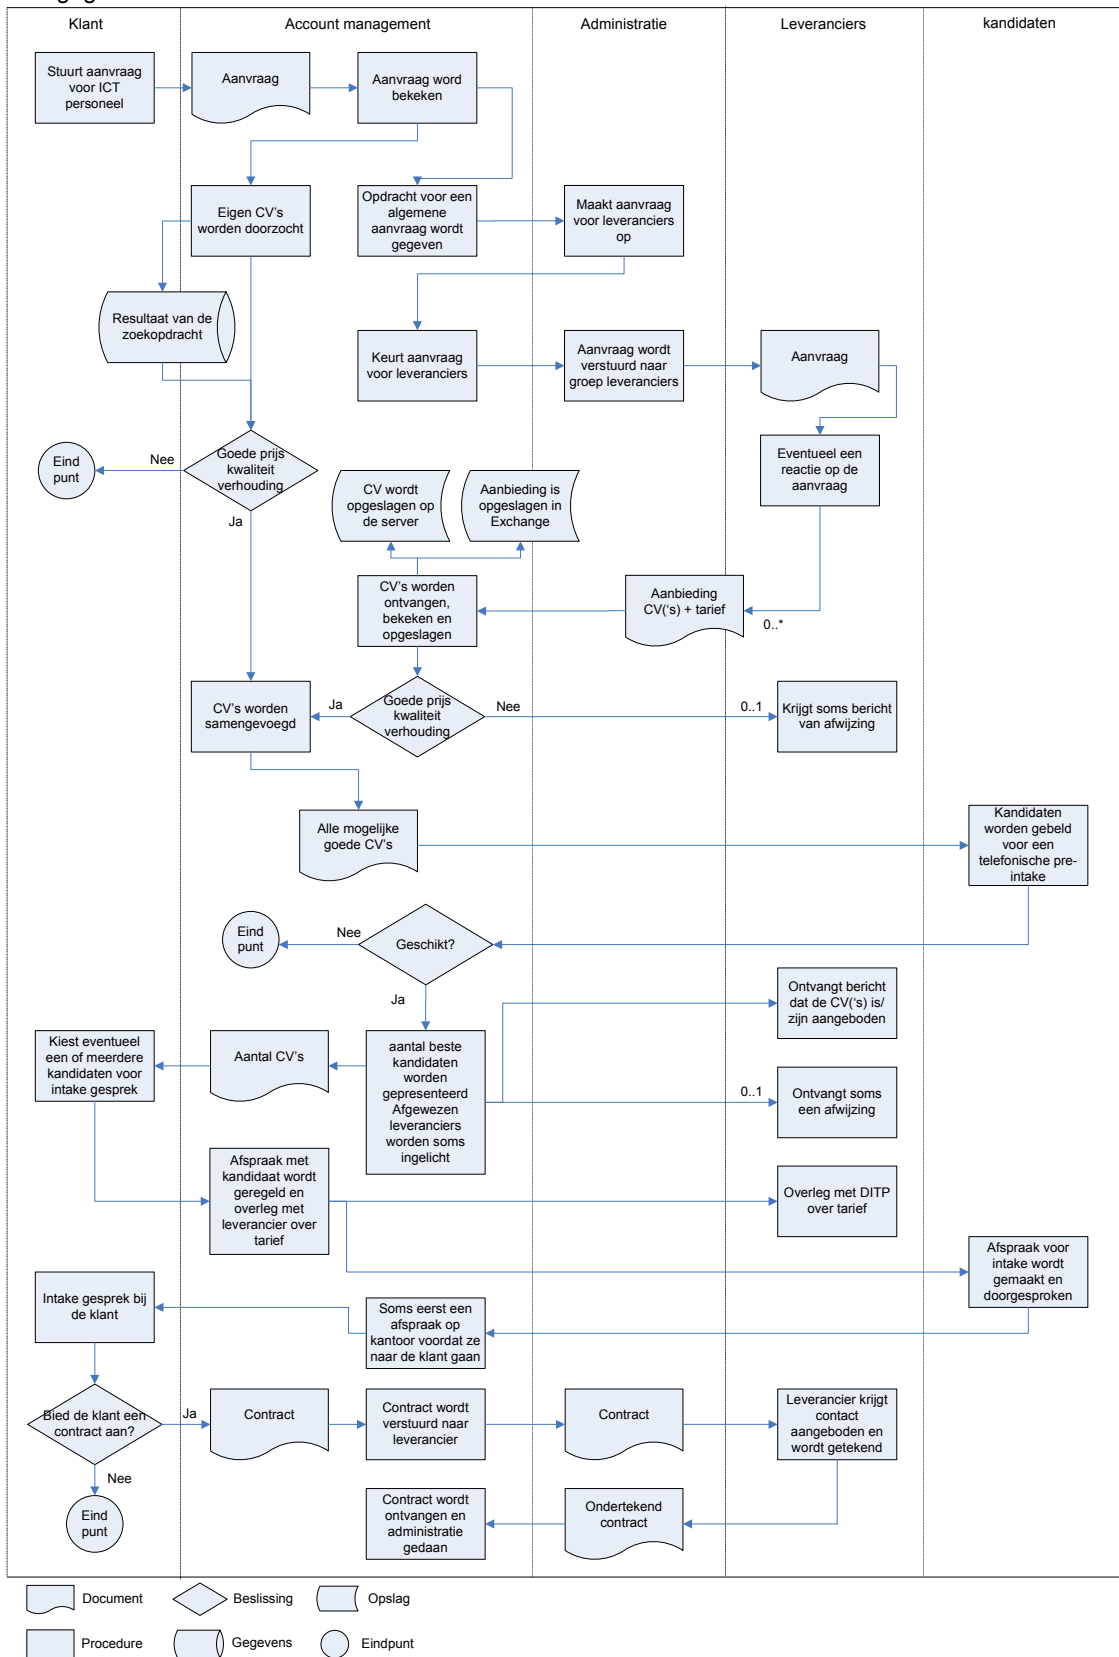 Klant
Account management
Administratie
Leveranciers
kandidaten
Stuurt aanvraag
voor ICT
personeel
Aanvraag
Aanvraag word
bekeken
Eigen CV's
worden doorzocht
Opdracht voor een
algemene
aanvraag wordt
gegeven
Maakt aanvraag
voor leveranciers
op
Resultaat van de
zoekopdracht
Keurt aanvraag
voor leveranciers
Aanvraag wordt
verstuurd naar
groep leveranciers
Aanvraag
Eind
punt
Nee
Goede prijs
kwaliteit
verhouding
Ja
CV wordt
opgeslagen op
de server
Aanbieding is
opgeslagen in
Exchange
Eventueel een
reactie op de
aanvraag
CV's worden
ontvangen,
bekeken en
opgeslagen
Aanbieding
CV('s) + tarief
0..*
CV's worden
samengevoegd
Ja
Goede prijs
kwaliteit
verhouding
Nee
0..1
Krijgt soms bericht
van afwijzing
Alle mogelijke
goede CV's
Kandidaten
worden gebeld
voor een
telefonische pre-
intake
Eind
punt
Nee
Geschikt?
Ja
Ontvangt bericht
dat de CV('s) is/
zijn aangeboden
Kiest eventueel
een of meerdere
kandidaten voor
intake gesprek
Aantal CV's
aantal beste
kandidaten
worden
gepresenteerd
Afgewezen
leveranciers
worden soms
ingelicht
0..1
Ontvangt soms
een afwijzing
Afspraak met
kandidaat wordt
geregeld en
overleg met
leverancier over
tarief
Overleg met DITP
over tarief
Afspraak voor
intake wordt
gemaakt en
doorgesproken
Intake gesprek bij
de klant
Soms eerst een
afspraak op
kantoor voordat ze
naar de klant gaan
Bied de klant een
contract aan?
Ja
Contract
Contract wordt
verstuurd naar
leverancier
Contract
Leverancier krijgt
contact
aangeboden en
wordt getekend
Nee
Eind
punt
Contract wordt
ontvangen en
administratie
gedaan
Ondertekend
contract
Document
Beslissing
Opslag
Procedure
Gegevens
Eindpunt